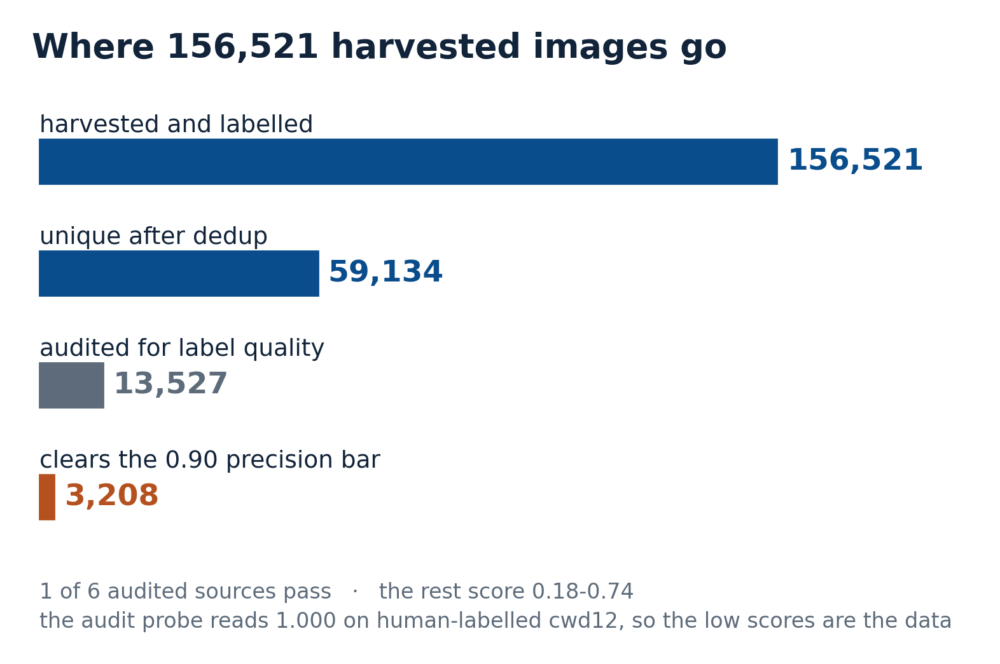 Where 156,521 harvested images go
harvested and labelled
156,521
unique after dedup
59,134
audited for label quality
13,527
clears the 0.90 precision bar
3,208
1 of 6 audited sources pass · the rest score 0.18-0.74
the audit probe reads 1.000 on human-labelled cwd12, so the low scores are the data